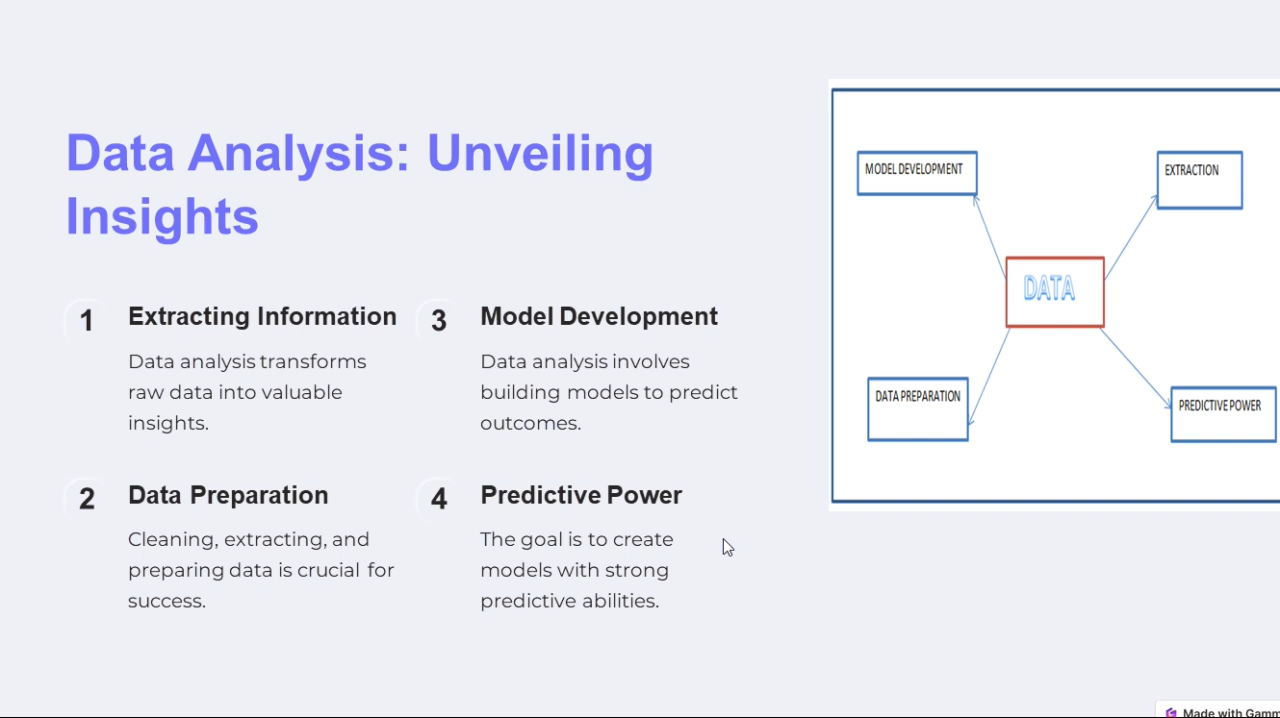 Data Analysis: Unveiling
Insights
1
Extracting Information
Data analysis transforms
raw data into valuable
insights.
2
Data Preparation
Cleaning, extracting, and
preparing data is crucial for
success.
3
Model Development
Data analysis involves
building models to predict
outcomes.
4
Predictive Power
The goal is to create
models with strong
predictive abilities.
MODEL DEVELOPMENT
EXTRACTION
DATA
DATA PREPARATION
PREDICTIVE POWER
Made with Gamm